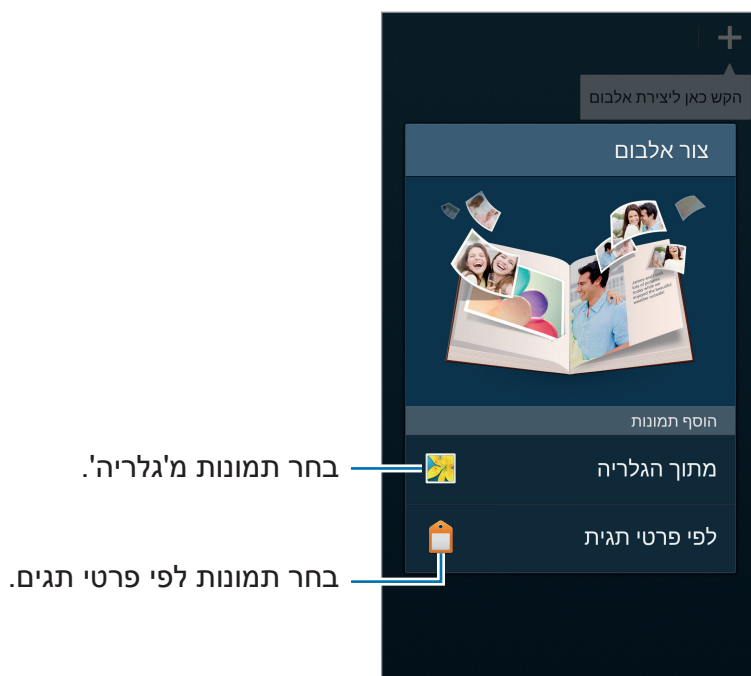 הקש כאן ליצירת אלבום
צור אלבום
הוסף תמונות
מתוך הגלריה
בחר תמונות מ'גלריה'.
לפי פרטי תגית
בחר תמונות לפי פרטי תגים.